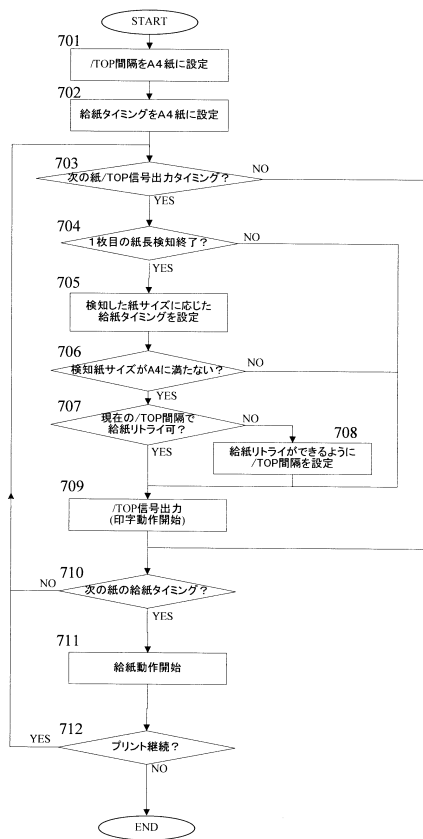 START
701
/TOP間隔をA4紙に設定
702
給紙タイミングをA4紙に設定
703
次の紙/TOP信号出力タイミング?
NO
YES
704
1枚目の紙長検知終了?
NO
YES
705
検知した紙サイズに応じた
給紙タイミングを設定
706
検知紙サイズがA4に満たない?
NO
YES
707
現在の/TOP間隔で
給紙リトライ可?
NO
YES
708
給紙リトライができるように
/TOP間隔を設定
709
/TOP信号出力
(印字動作開始)
710
次の紙の給紙タイミング?
NO
YES
711
給紙動作開始
712
プリント継続?
YES
NO
END